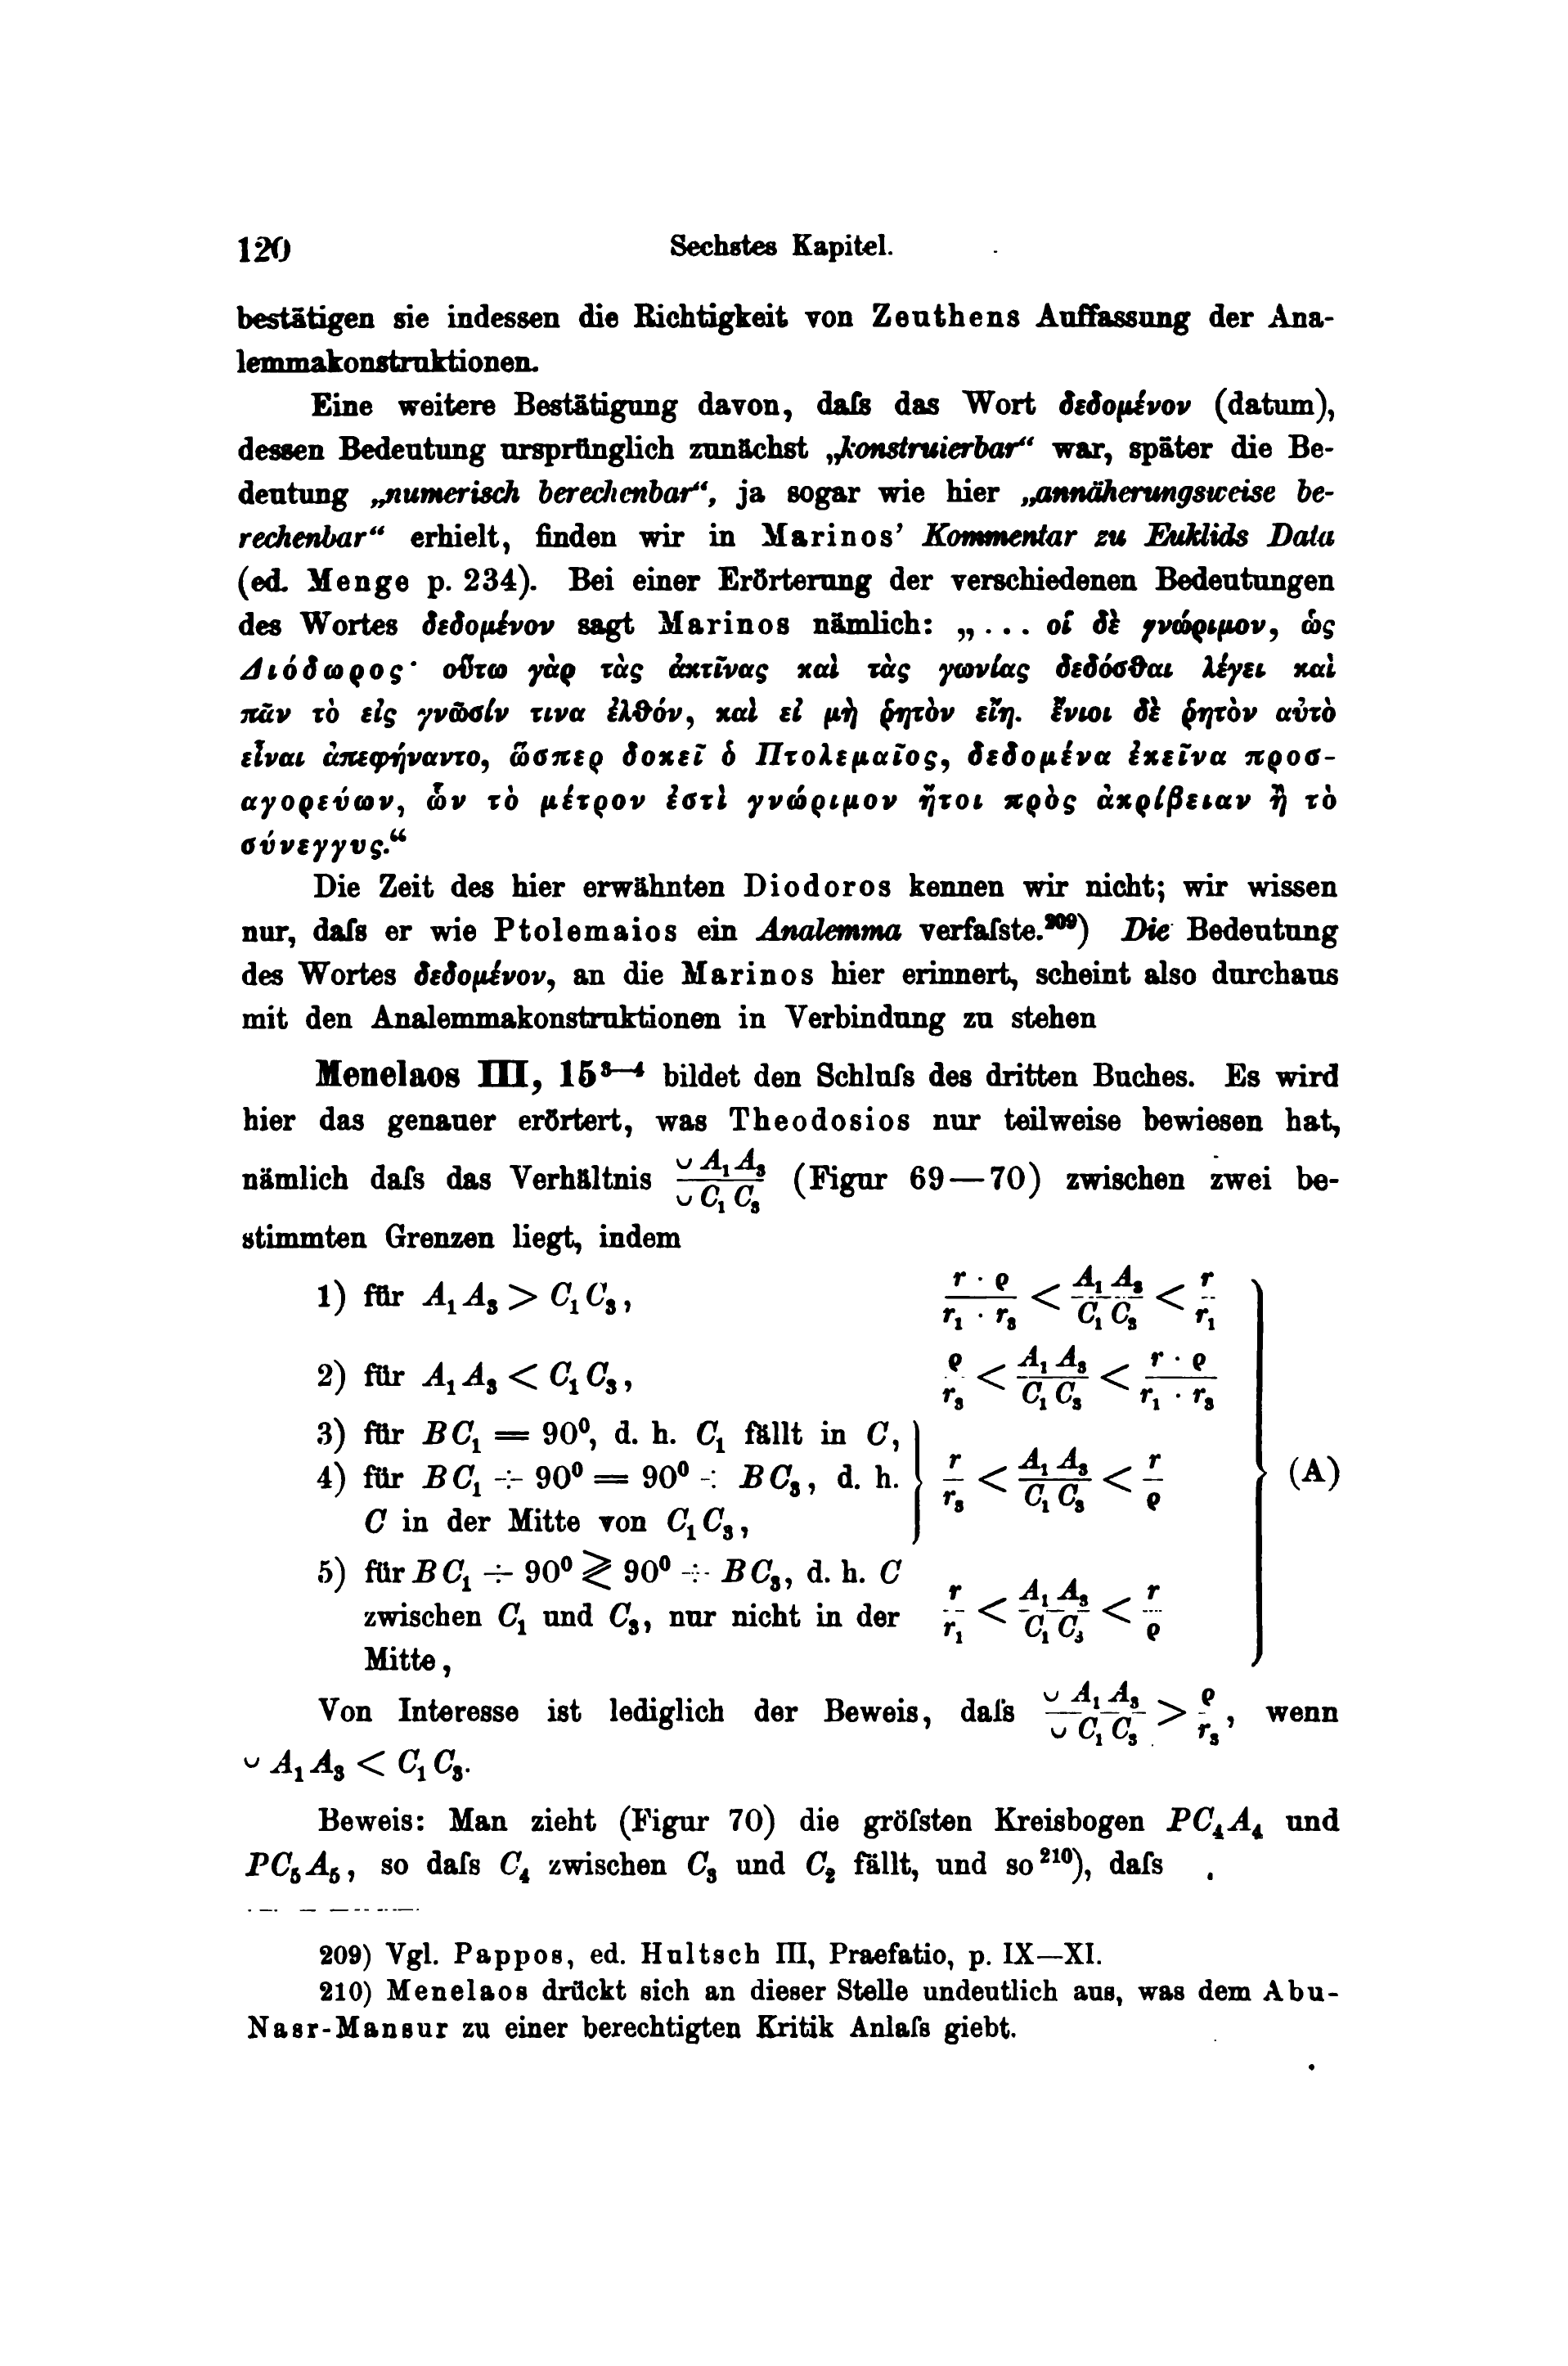 120 Sechstes Kapitel.
bestätigen sie indessen die Richtigkeit von Zeuthens Auffassung der Ana-
lemmakonstruktionen.
Eine weitere Bestätigung davon, daſs das Wort δεδομένον (datum),
dessen Bedeutung ursprünglich zunächst „konstruierbar“ war, später die Be-
deutung „numerisch berechenbar“, ja sogar wie hier „annäherungsweise be-
rechenbar“ erhielt, finden wir in Marinos’ Kommentar zu Euklids Data
(ed. Menge p. 234). Bei einer Erörterung der verschiedenen Bedeutungen
des Wortes δεδομένον sagt Marinos nämlich: „... οἳ δὲ γνώριμον, ὡς
Διόδωρος· οὕτω γὰρ τὰς ἀκτῖνας καὶ τὰς γωνίας δεδόσθαι λέγει καὶ
πᾶν τὸ εἰς γνῶσίν τινα ἐλθόν, καὶ εἰ μὴ ῥητὸν εἴη. ἔνιοι δὲ ῥητὸν αὐτὸ
εἶναι ἀπεφήναντο, ὥσπερ δοκεῖ ὁ Πτολεμαῖος, δεδομένα ἐκεῖνα προσ-
αγορεύων, ὧν τὸ μέτρον ἐστὶ γνώριμον ἤτοι πρὸς ἀκρίβειαν ἢ τὸ
σύνεγγυς.“
Die Zeit des hier erwähnten Diodoros kennen wir nicht; wir wissen
nur, daſs er wie Ptolemaios ein Analemma verfaſste.²⁰⁹) Die Bedeutung
des Wortes δεδομένον, an die Marinos hier erinnert, scheint also durchaus
mit den Analemmakonstruktionen in Verbindung zu stehen
Menelaos III, 15³⁻⁴ bildet den Schluſs des dritten Buches. Es wird
hier das genauer erörtert, was Theodosios nur teilweise bewiesen hat,
nämlich daſs das Verhältnis ◡A₁A₃ / ◡C₁C₃ (Figur 69—70) zwischen zwei be-
stimmten Grenzen liegt, indem
1) für A₁A₃ > C₁C₃, r · ϱ / r₁ · r₃ < A₁A₃ / C₁C₃ < r / r₁
2) für A₁A₃ < C₁C₃, ϱ / r₃ < A₁A₃ / C₁C₃ < r · ϱ / r₁ · r₃
3) für BC₁ = 90⁰, d. h. C₁ fällt in C,
4) für BC₁ ÷ 90⁰ = 90⁰ ÷ BC₃, d. h. r / r₃ < A₁A₃ / C₁C₃ < r / ϱ (A)
C in der Mitte von C₁C₃,
5) für BC₁ ÷ 90⁰ ≷ 90⁰ ÷ BC₃, d. h. C
zwischen C₁ und C₃, nur nicht in der r / r₁ < A₁A₃ / C₁C₃ < r / ϱ
Mitte,
Von Interesse ist lediglich der Beweis, daſs ◡A₁A₃ / ◡C₁C₃ > ϱ / r₃, wenn
◡A₁A₃ < C₁C₃.
Beweis: Man zieht (Figur 70) die gröſsten Kreisbogen PC₄A₄ und
PC₅A₅, so daſs C₄ zwischen C₃ und C₂ fällt, und so²¹⁰), daſs
209) Vgl. Pappos, ed. Hultsch III, Praefatio, p. IX—XI.
210) Menelaos drückt sich an dieser Stelle undeutlich aus, was dem Abu-
Nasr-Mansur zu einer berechtigten Kritik Anlaſs giebt.